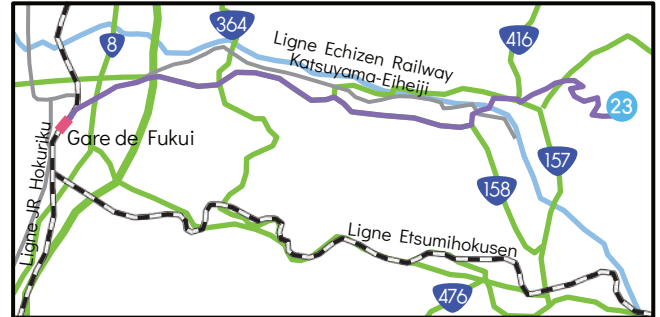 364
8
416
Ligne Echizen Railway
Katsuyama-Eiheiji
23
Gare de Fukui
Ligne JR Hokuriku
157
158
Ligne Etsumihokusen
476